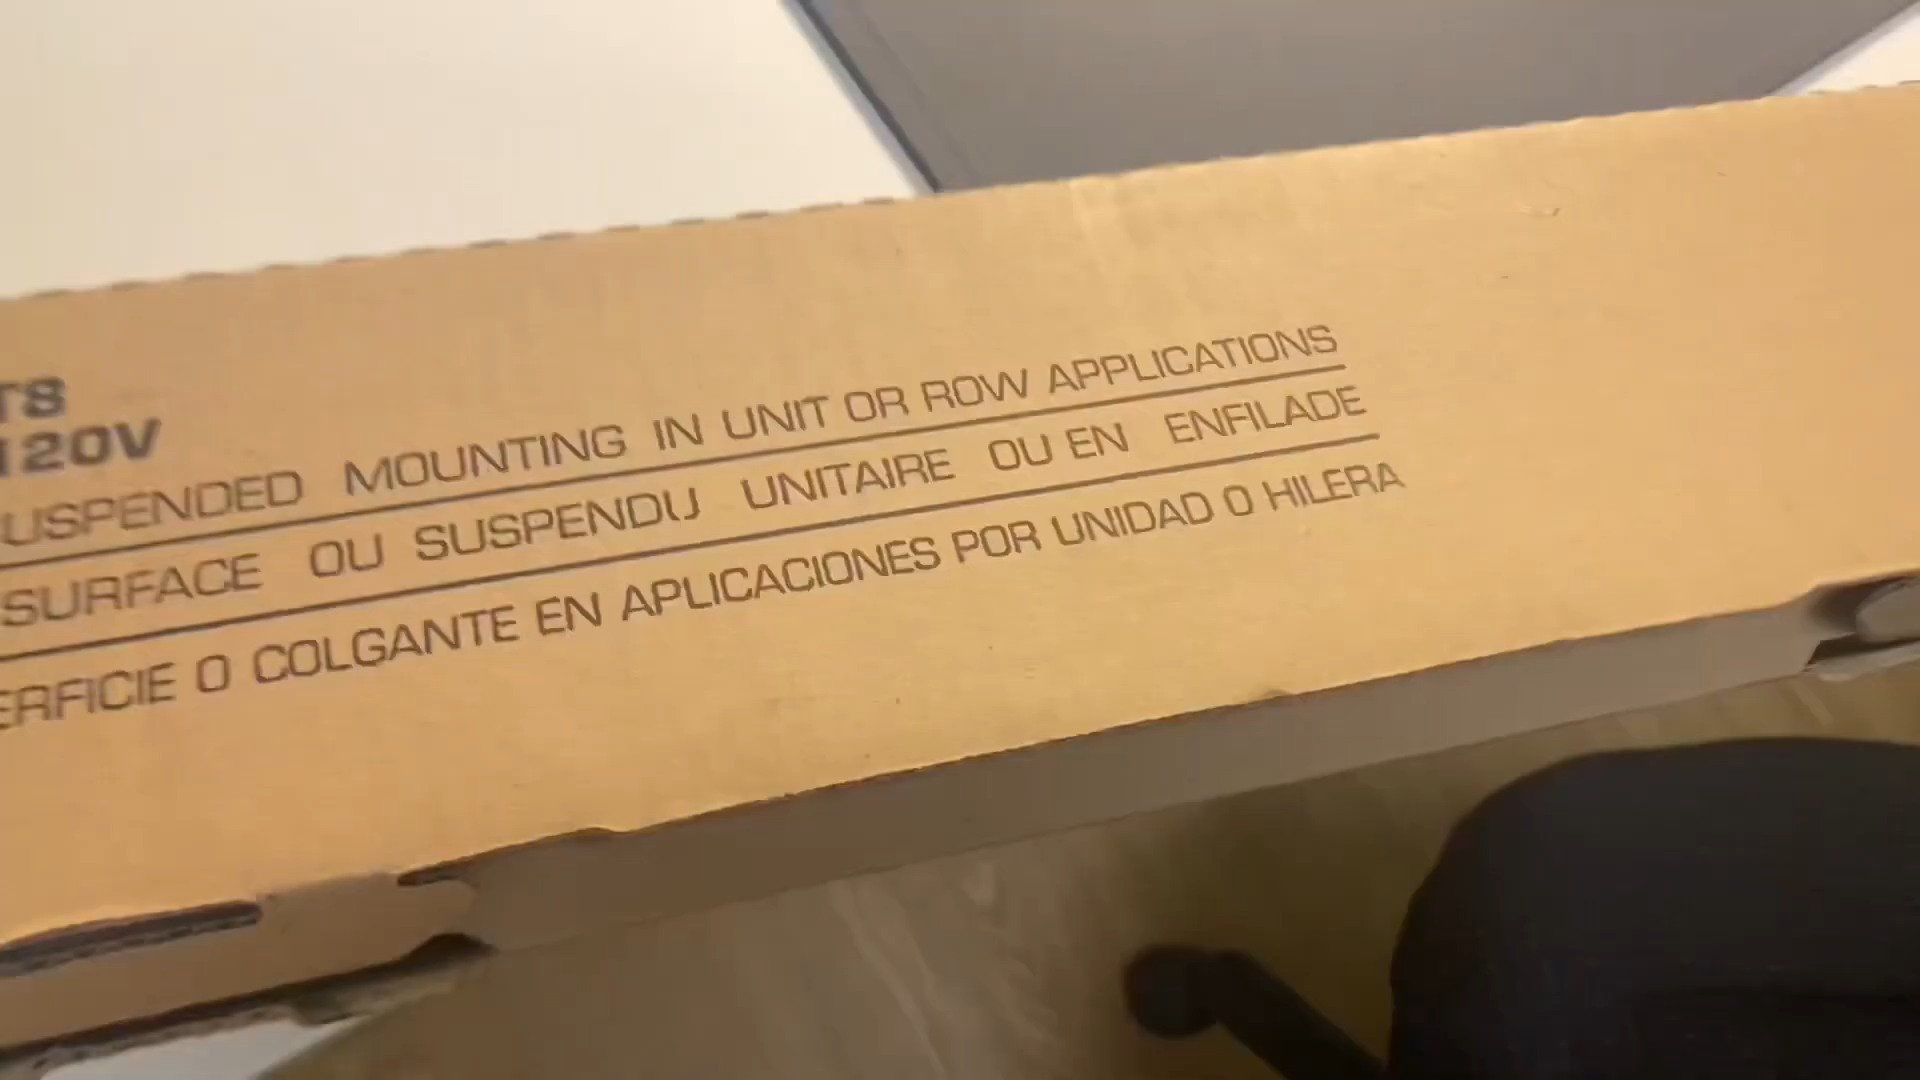 T8
120V
USPENDED MOUNTING IN UNIT OR ROW APPLICATIONS
SURFACE OU SUSPENDU UNITAIRE OU EN ENFILADE
ERFICIE O COLGANTE EN APLICACIONES POR UNIDAD O HILERA